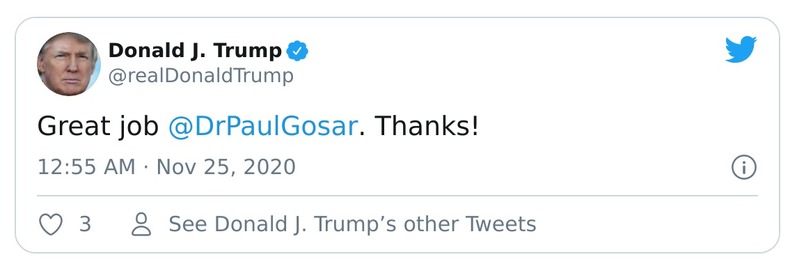 Donald J. Trump
@realDonaldTrump
Great job @DrPaulGosar. Thanks!
12:55 AM · Nov 25, 2020
3 See Donald J. Trump’s other Tweets